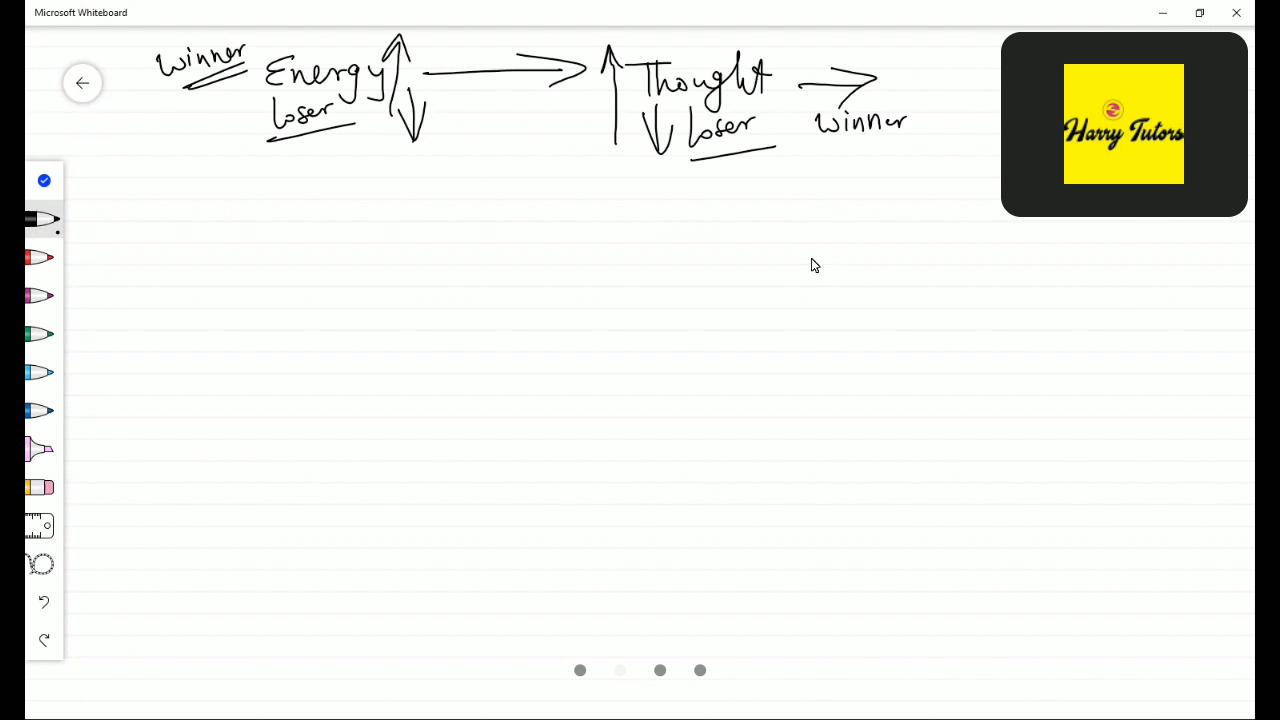 Microsoft Whiteboard
winner Energy Thought
loser loser winner
Harry Tutors